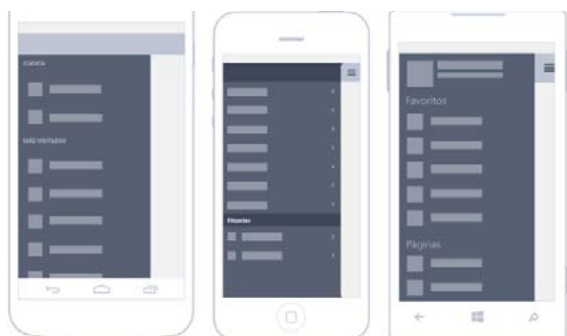 CUENTA
MÁS VISITADOS
Etiquetas
Favoritos
Páginas